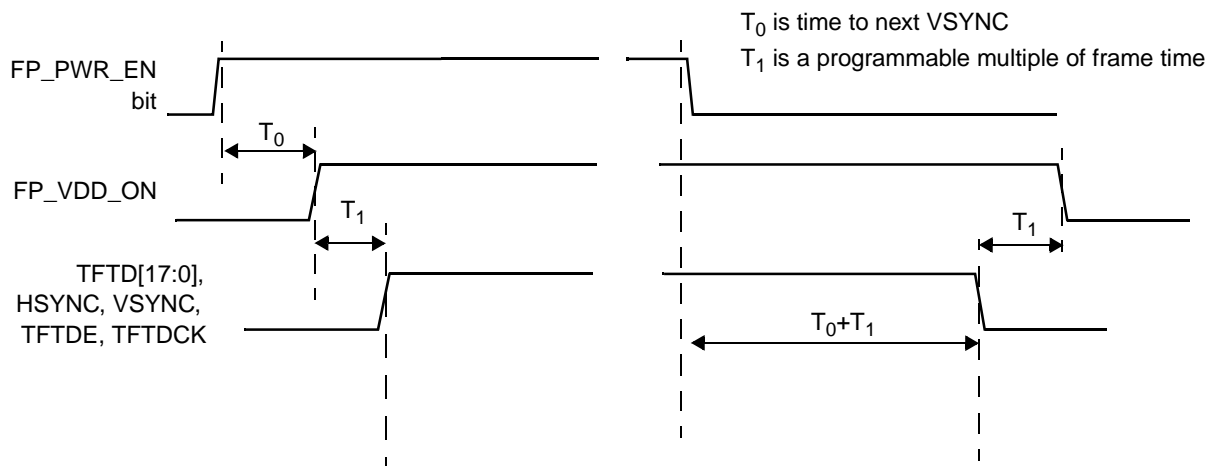 T0 is time to next VSYNC
T1 is a programmable multiple of frame time
FP_PWR_EN
bit
T0
FP_VDD_ON
T1
T1
TFTD[17:0],
HSYNC, VSYNC,
TFTDE, TFTDCK
T0+T1